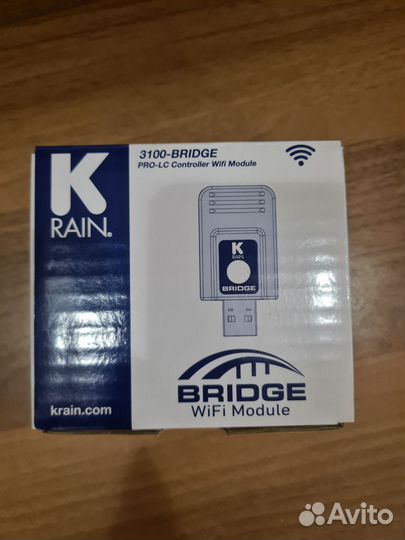 K
RAIN.
3100-BRIDGE
PRO-LC Controller Wifi Module
K
RAIN
BRIDGE
BRIDGE
WiFi Module
krain.com
Avito